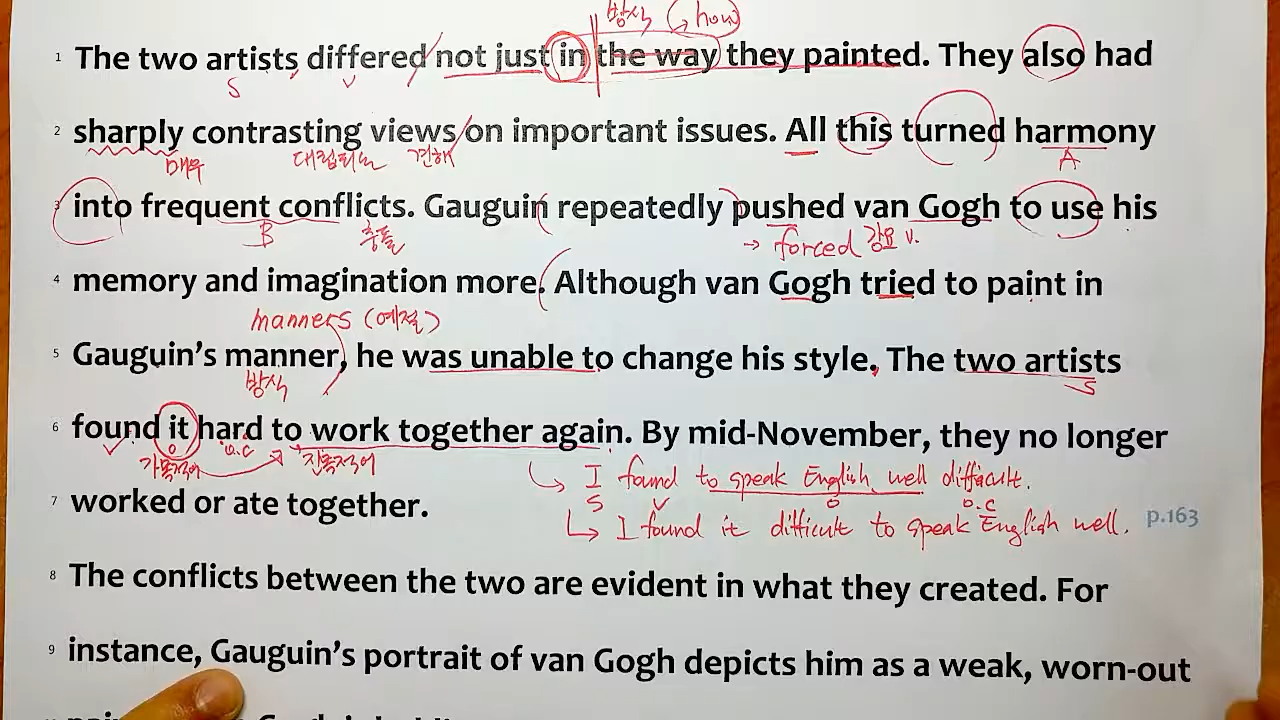 방식 → how
1 The two artists differed not just in the way they painted. They also had
S V
2 sharply contrasting views on important issues. All this turned harmony
매우 대립되는 견해 A
3 into frequent conflicts. Gauguin repeatedly pushed van Gogh to use his
B 충돌 → forced 강요 v.
4 memory and imagination more. Although van Gogh tried to paint in
manners (예절)
5 Gauguin's manner, he was unable to change his style. The two artists
방식 S
6 found it hard to work together again. By mid-November, they no longer
O O.C
가목적어 진목적어 I found to speak English well difficult.
7 worked or ate together.
S V O O.C
I found it difficult to speak English well. p.163
8 The conflicts between the two are evident in what they created. For
9 instance, Gauguin's portrait of van Gogh depicts him as a weak, worn-out